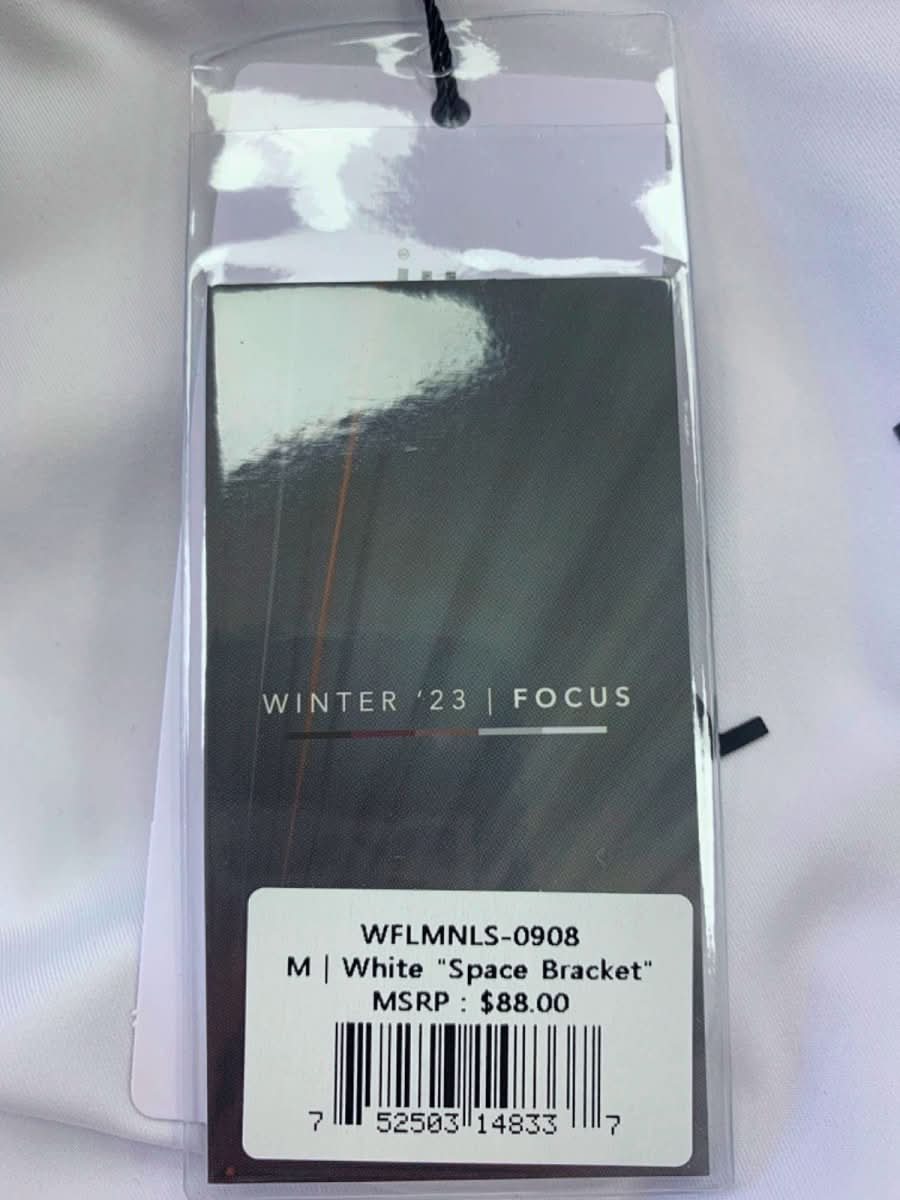 WINTER '23 | FOCUS
WFLMNLS-0908
M | White "Space Bracket"
MSRP : $88.00
7 52503 14833 7